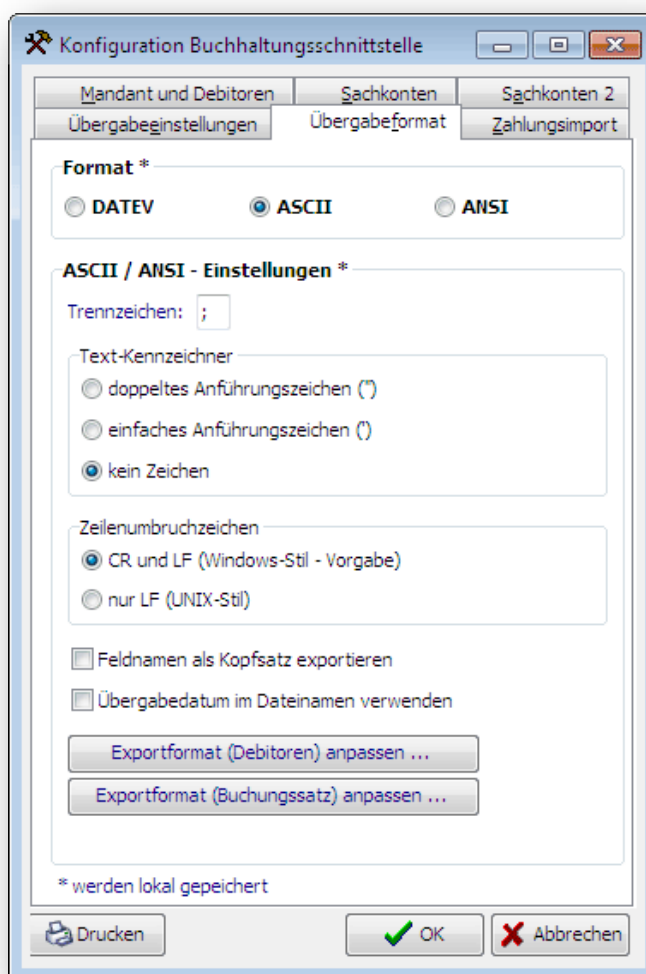 Konfiguration Buchhaltungsschnittstelle
Mandant und Debitoren Sachkonten Sachkonten 2
Übergabeeinstellungen Übergabeformat Zahlungsimport
Format *
DATEV ASCII ANSI
ASCII / ANSI - Einstellungen *
Trennzeichen: ;
Text-Kennzeichner
doppeltes Anführungszeichen (")
einfaches Anführungszeichen (')
kein Zeichen
Zeilenumbruchzeichen
CR und LF (Windows-Stil - Vorgabe)
nur LF (UNIX-Stil)
Feldnamen als Kopfsatz exportieren
Übergabedatum im Dateinamen verwenden
Exportformat (Debitoren) anpassen ...
Exportformat (Buchungssatz) anpassen ...
* werden lokal gepeichert
Drucken OK Abbrechen